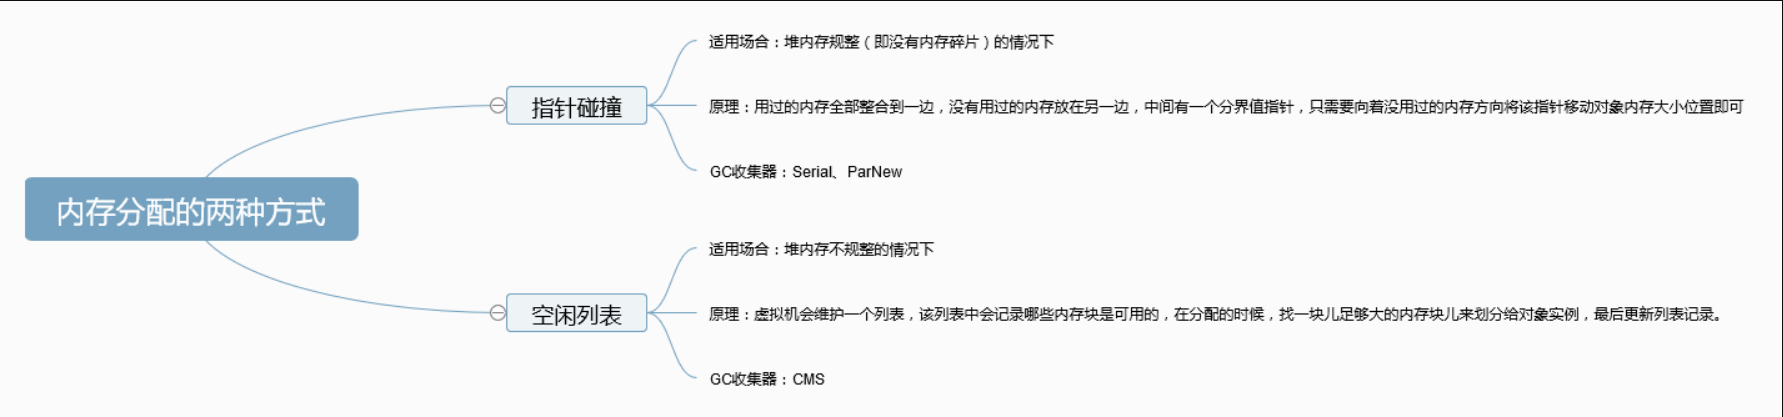 内存分配的两种方式
指针碰撞
适用场合：堆内存规整（即没有内存碎片）的情况下
原理：用过的内存全部整合到一边，没有用过的内存放在另一边，中间有一个分界值指针，只需要向着没用过的内存方向将该指针移动对象内存大小位置即可
GC收集器：Serial、ParNew
空闲列表
适用场合：堆内存不规整的情况下
原理：虚拟机会维护一个列表，该列表中会记录哪些内存块是可用的，在分配的时候，找一块儿足够大的内存块儿来划分给对象实例，最后更新列表记录。
GC收集器：CMS